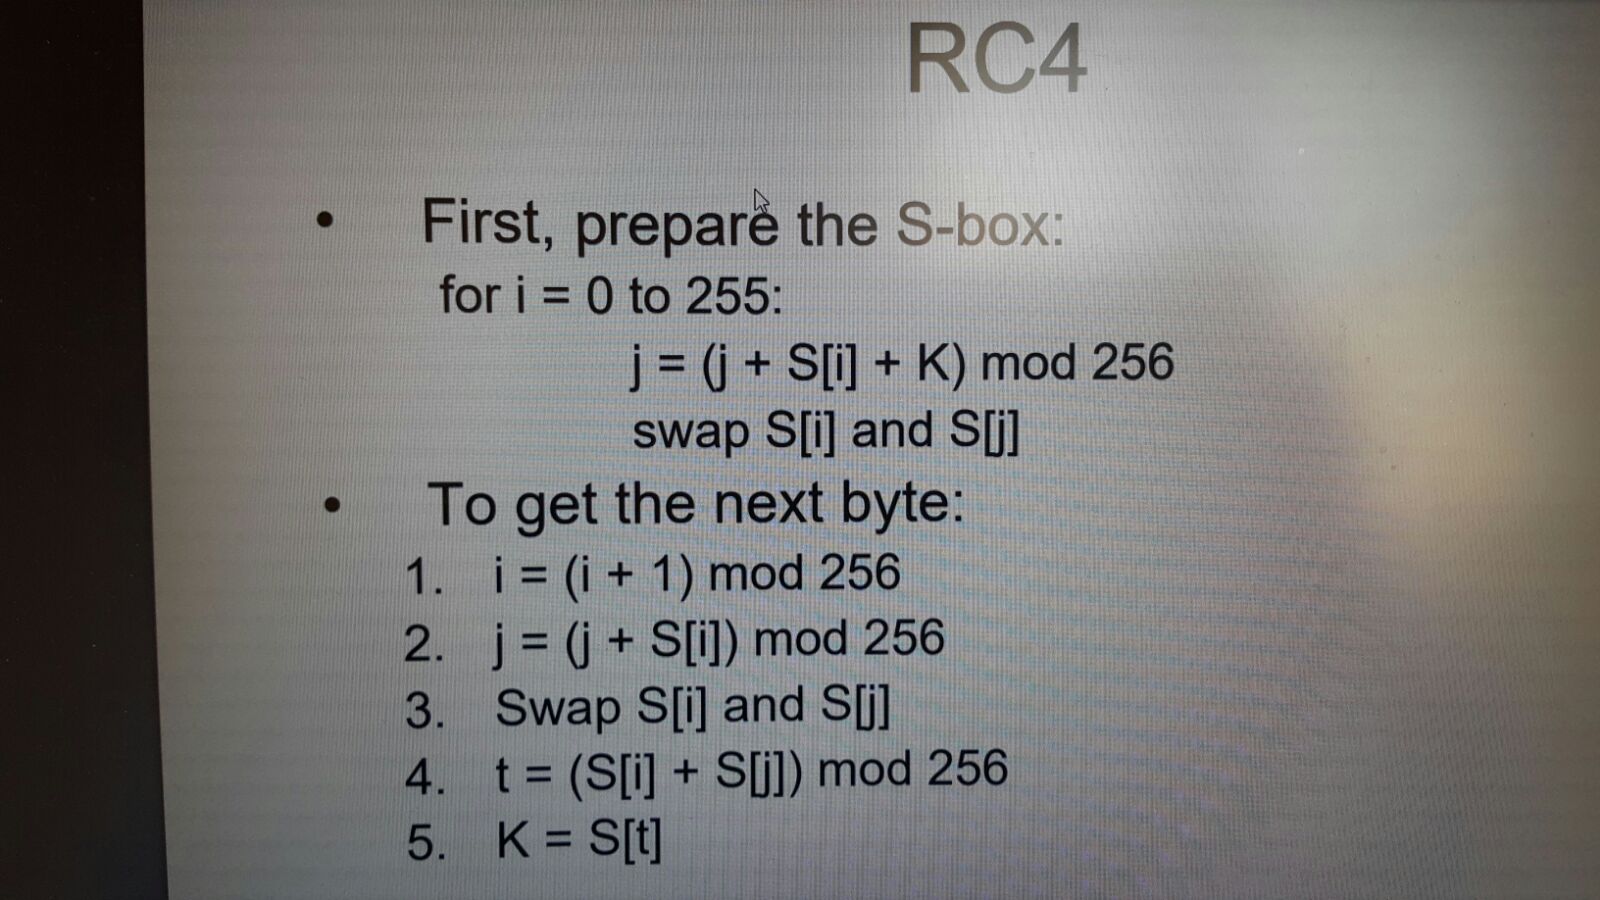 RC4
• First, prepare the S-box:
for i = 0 to 255:
j = (j + S[i] + K) mod 256
swap S[i] and S[j]
• To get the next byte:
1. i = (i + 1) mod 256
2. j = (j + S[i]) mod 256
3. Swap S[i] and S[j]
4. t = (S[i] + S[j]) mod 256
5. K = S[t]